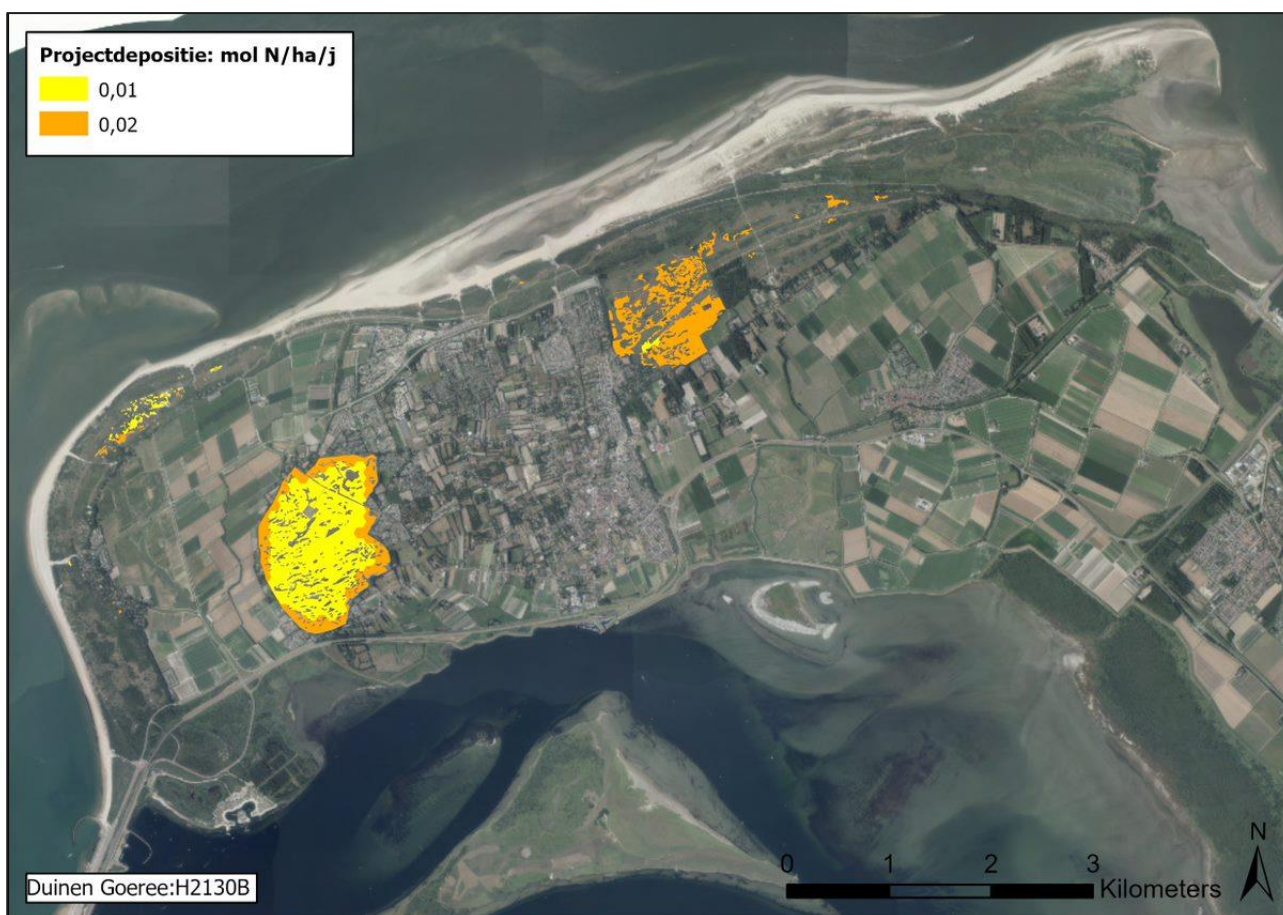 Projectdepositie: mol N/ha/j
0,01
0,02
N
0 1 2 3
Kilometers
Duinen Goeree:H2130B